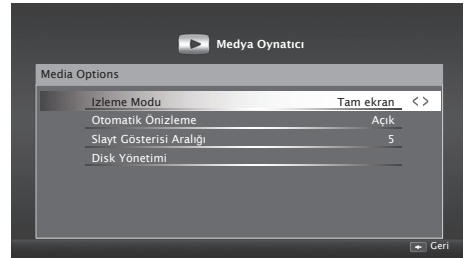 Medya Oynatıcı
Media Options
Izleme Modu Tam ekran < >
Otomatik Önizleme Açık
Slayt Gösterisi Aralığı 5
Disk Yönetimi
Geri